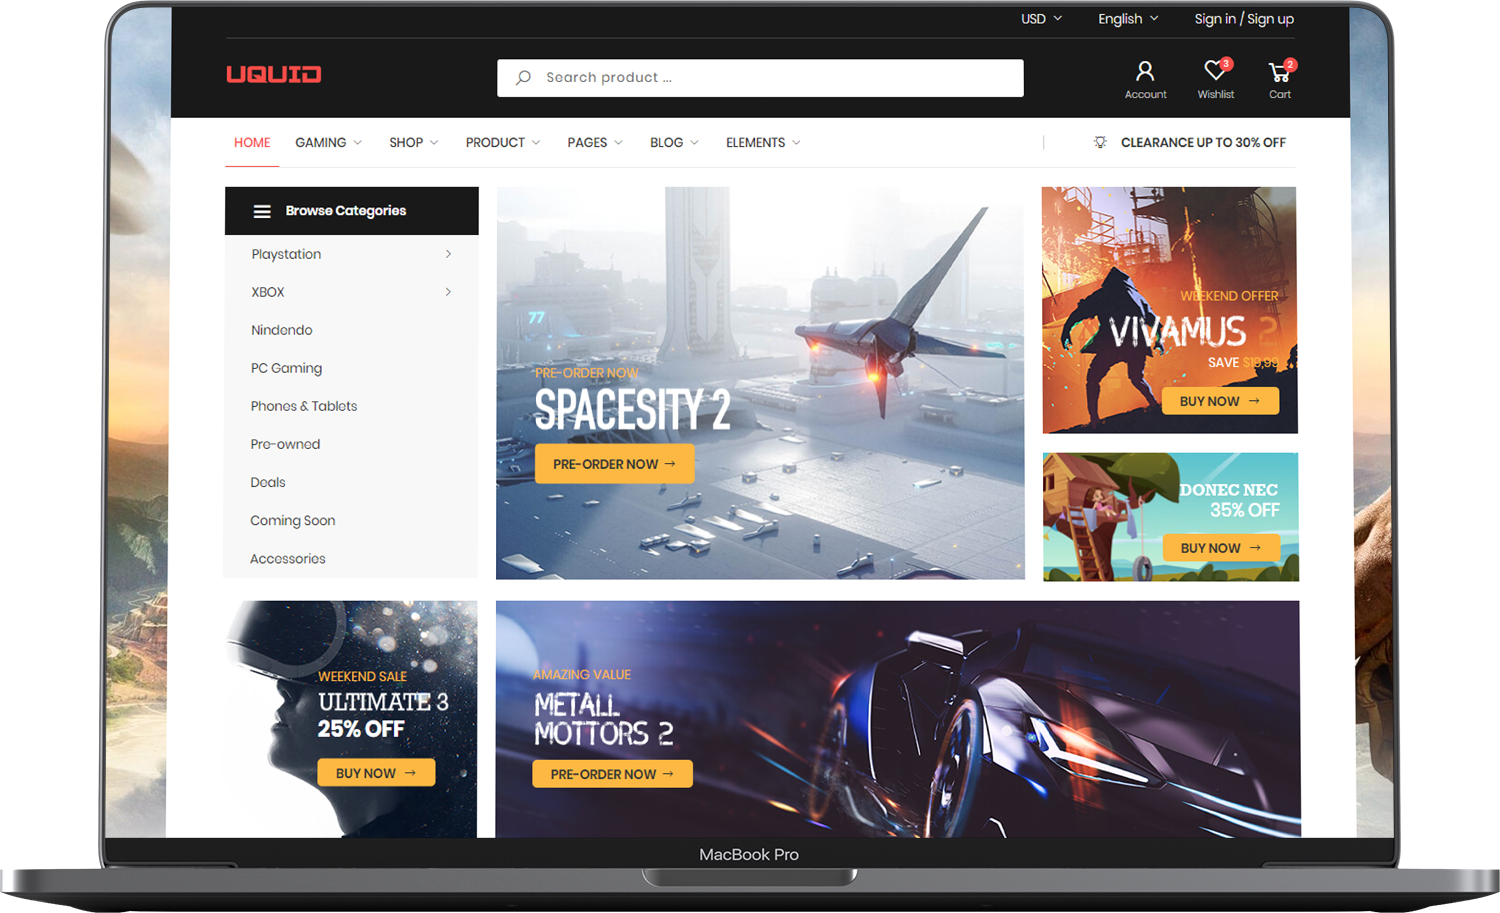 USD
English
Sign in / Sign up
UQUID
Search product ...
3
2
Account
Wishlist
Cart
HOME
GAMING
SHOP
PRODUCT
PAGES
BLOG
ELEMENTS
CLEARANCE UP TO 30% OFF
Browse Categories
Playstation
XBOX
Nindendo
PC Gaming
Phones & Tablets
Pre-owned
Deals
Coming Soon
Accessories
77
PRE-ORDER NOW
SPACESITY 2
PRE-ORDER NOW →
WEEKEND OFFER
VIVAMUS 2
SAVE $19,99
BUY NOW →
DONEC NEC
35% OFF
BUY NOW →
WEEKEND SALE
ULTIMATE 3
25% OFF
BUY NOW →
AMAZING VALUE
METALL
MOTTORS 2
PRE-ORDER NOW →
MacBook Pro